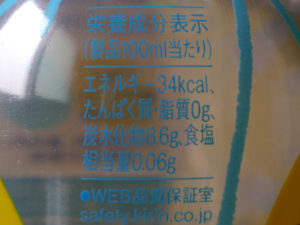 栄養成分表示
(製品100ml当たり)
エネルギー34kcal、
たんぱく質・脂質0g、
炭水化物8.6g、食塩
相当量0.06g
●WEB品質保証室
safety.kirin.co.jp